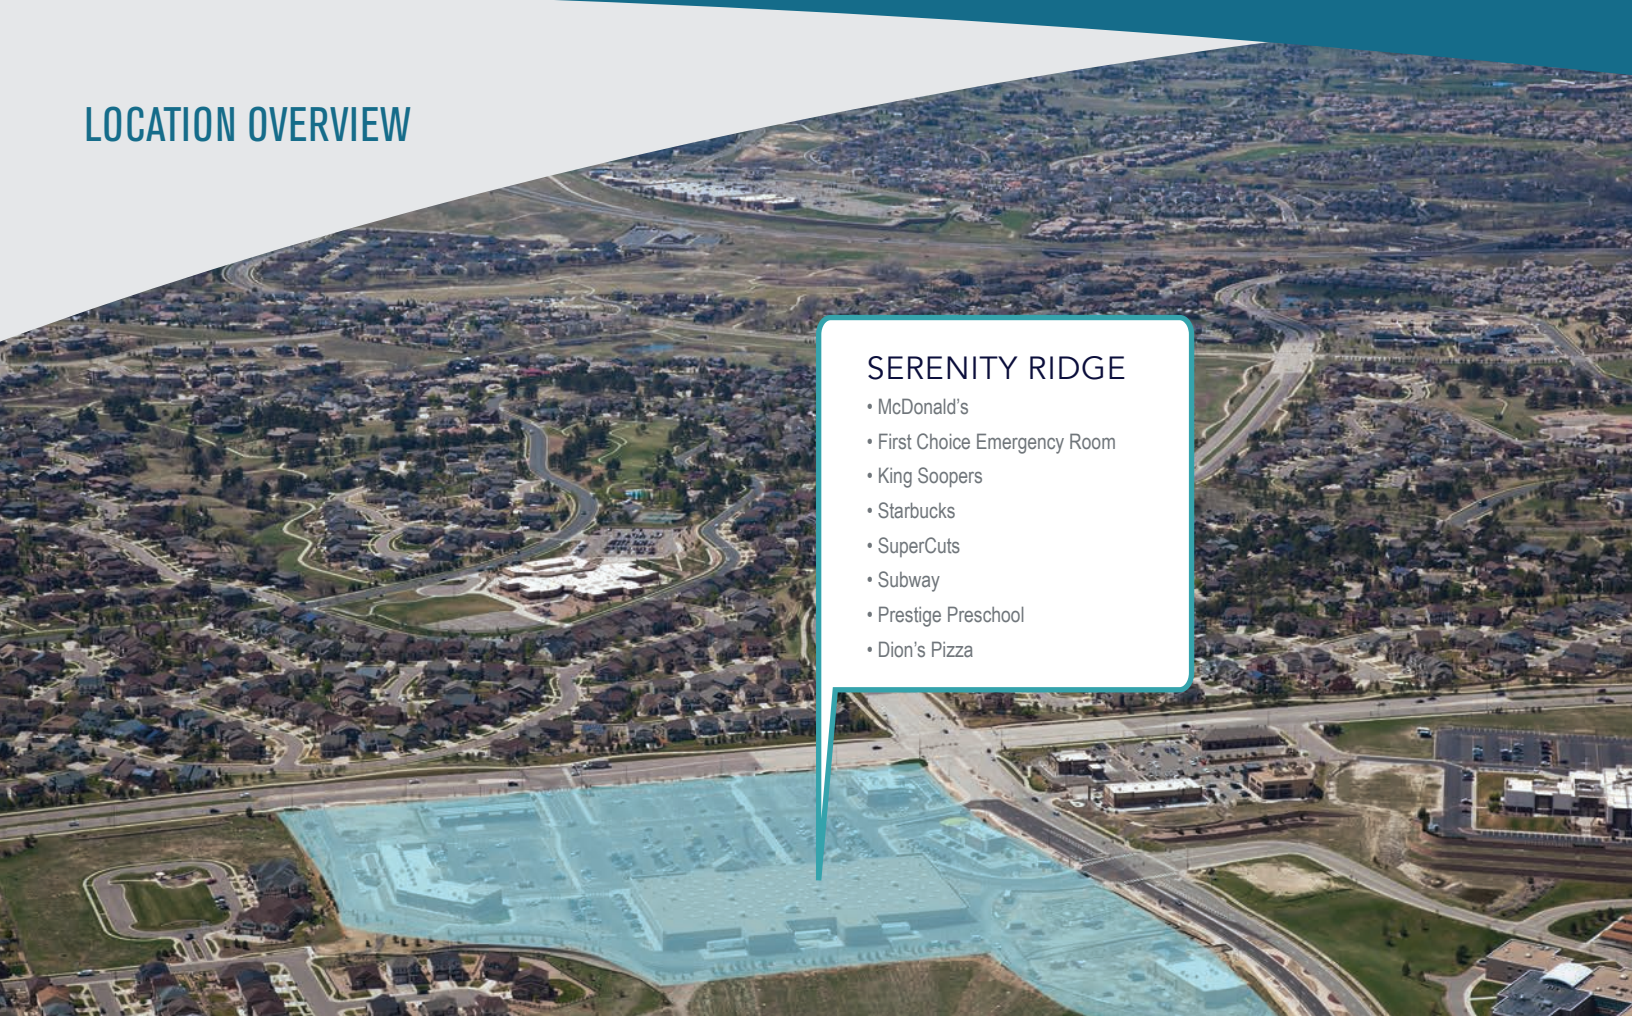 LOCATION OVERVIEW
SERENITY RIDGE
• McDonald's
• First Choice Emergency Room
• King Soopers
• Starbucks
• SuperCuts
• Subway
• Prestige Preschool
• Dion's Pizza